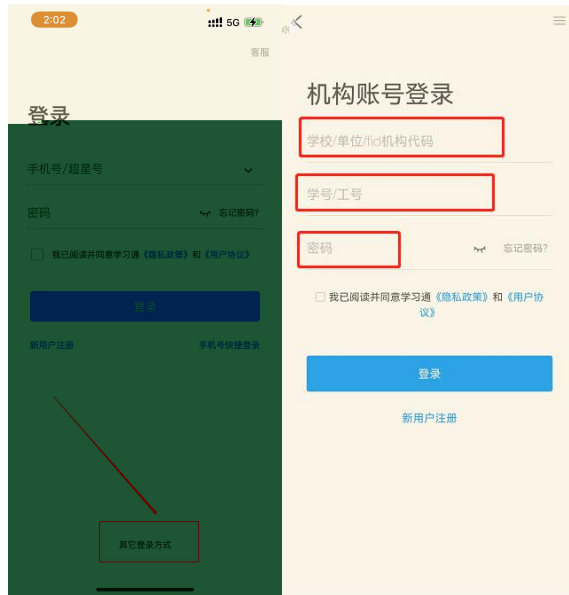 2:02
5G
客服
登录
手机号/超星号
密码
忘记密码?
我已阅读并同意学习通《隐私政策》和《用户协议》
登录
新用户注册
手机号快捷登录
其它登录方式
机构账号登录
学校/单位/fid机构代码
学号/工号
密码
忘记密码?
我已阅读并同意学习通《隐私政策》和《用户协
议》
登录
新用户注册